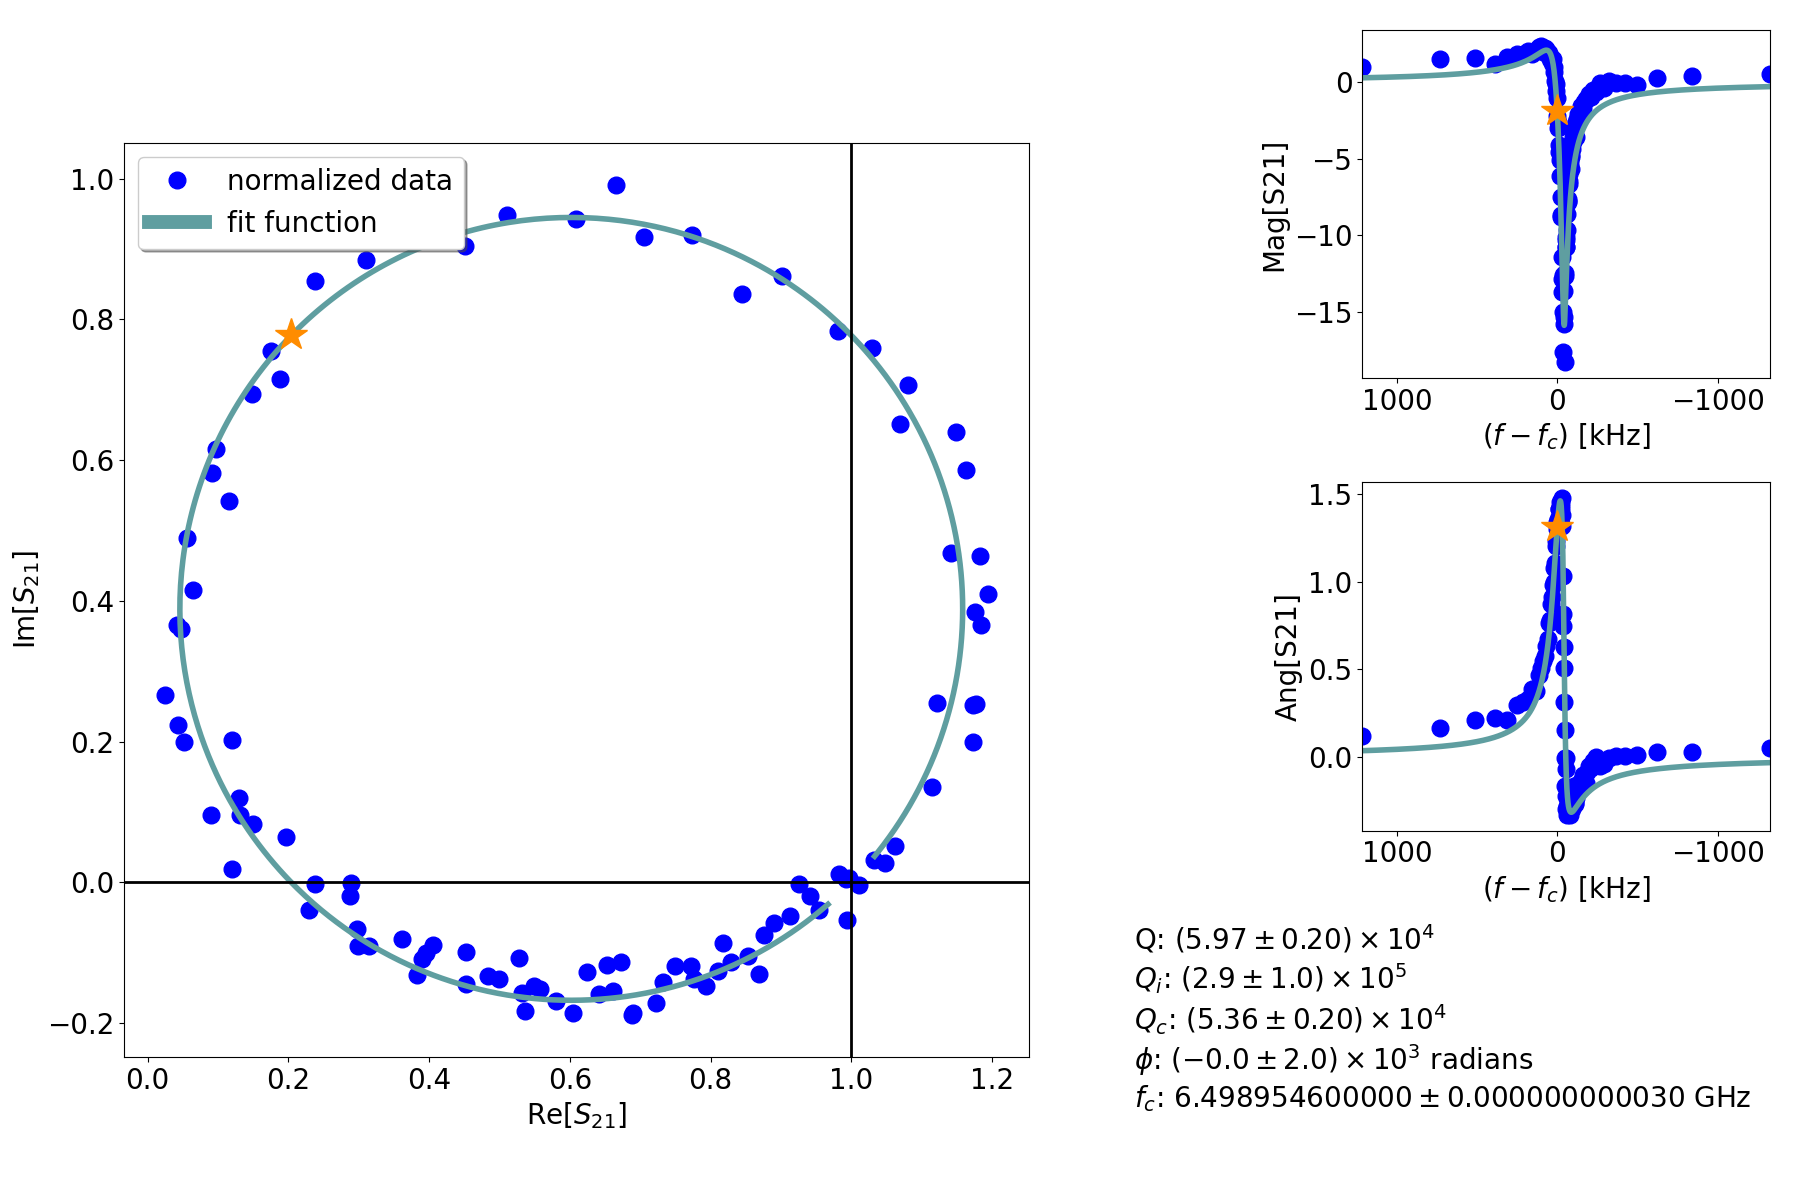 normalized data
fit function
1.0
0.8
0.6
0.4
0.2
0.0
−0.2
Im[S21]
0.0 0.2 0.4 0.6 0.8 1.0 1.2
Re[S21]
0
−5
−10
−15
Mag[S21]
1000 0 −1000
(f − fc) [kHz]
1.5
1.0
0.5
0.0
Ang[S21]
1000 0 −1000
(f − fc) [kHz]
Q: (5.97 ± 0.20) × 10^4
Qi: (2.9 ± 1.0) × 10^5
Qc: (5.36 ± 0.20) × 10^4
ϕ: (−0.0 ± 2.0) × 10^3 radians
fc: 6.498954600000 ± 0.000000000030 GHz